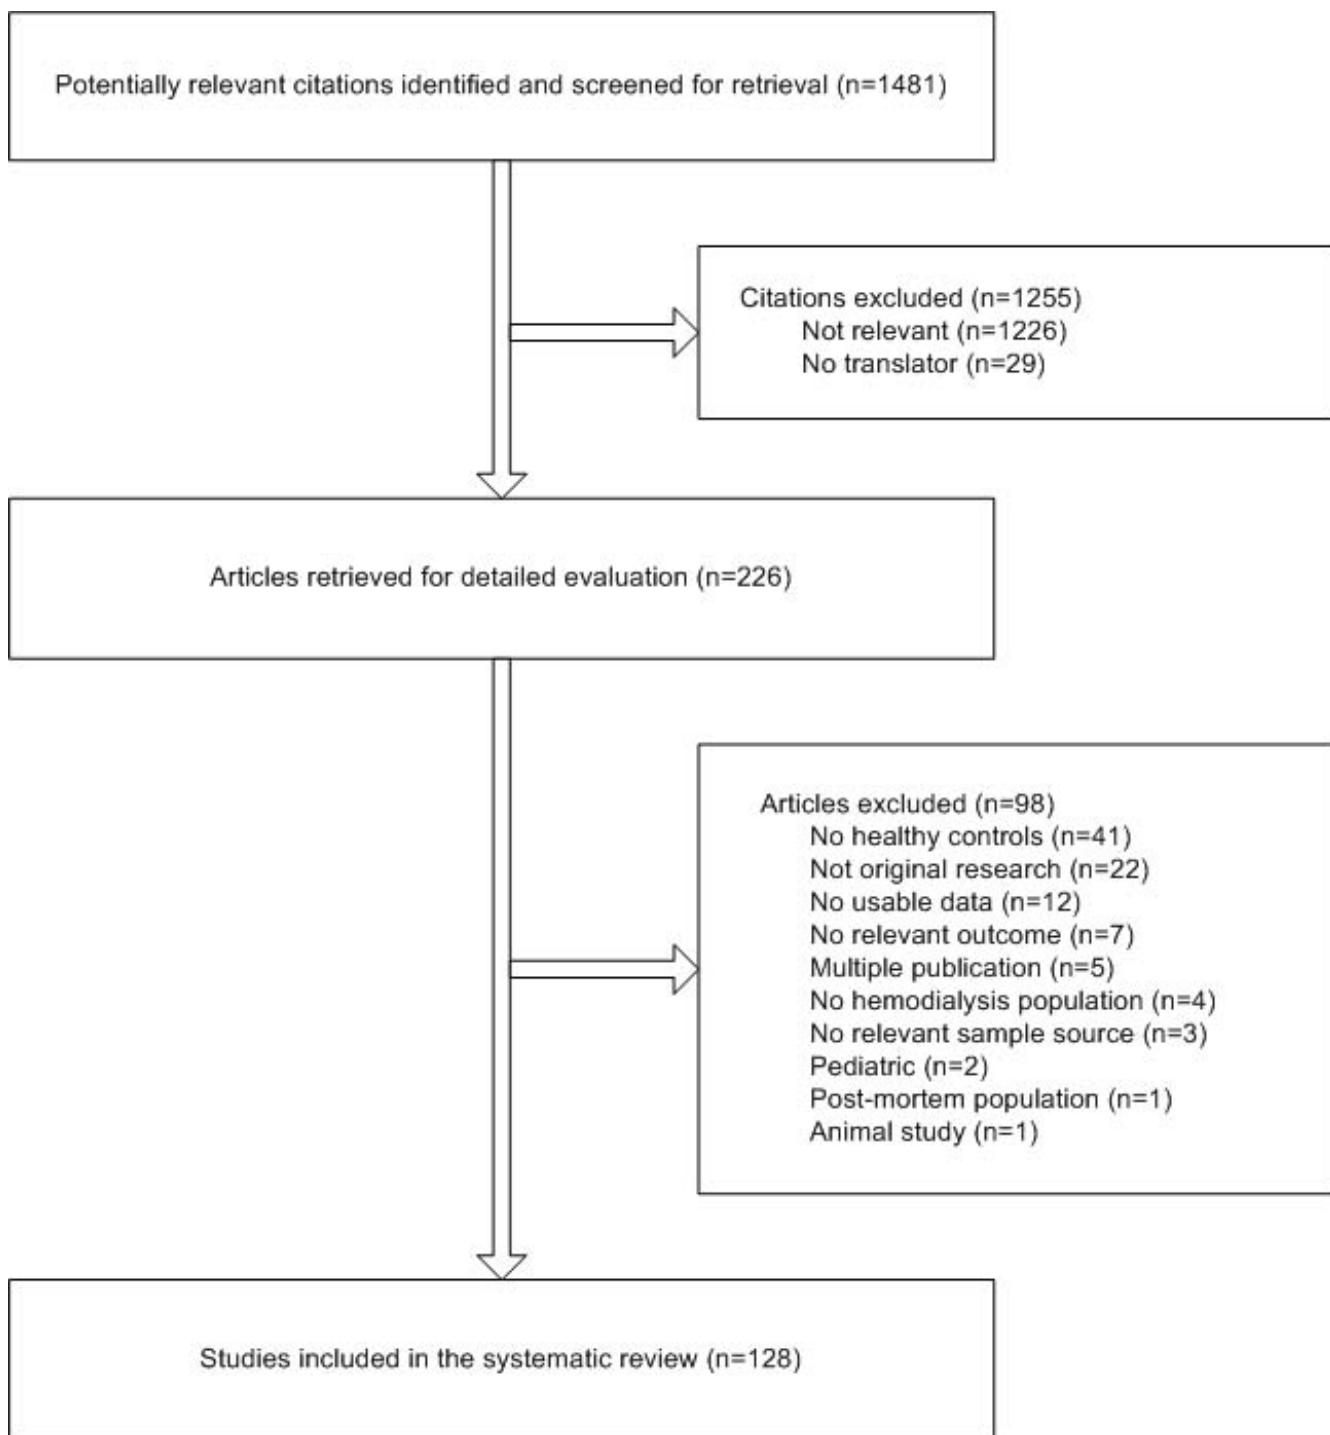 Potentially relevant citations identified and screened for retrieval (n=1481)
Citations excluded (n=1255)
Not relevant (n=1226)
No translator (n=29)
Articles retrieved for detailed evaluation (n=226)
Articles excluded (n=98)
No healthy controls (n=41)
Not original research (n=22)
No usable data (n=12)
No relevant outcome (n=7)
Multiple publication (n=5)
No hemodialysis population (n=4)
No relevant sample source (n=3)
Pediatric (n=2)
Post-mortem population (n=1)
Animal study (n=1)
Studies included in the systematic review (n=128)